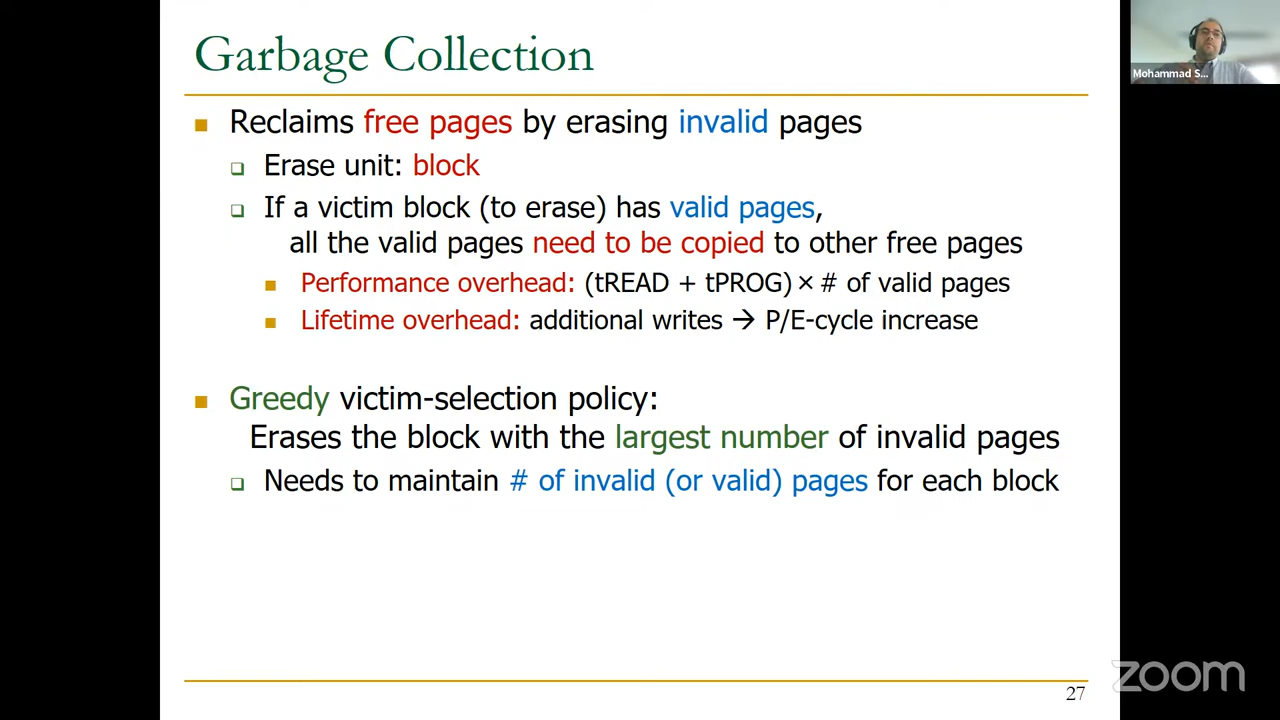 Garbage Collection
Reclaims free pages by erasing invalid pages
Erase unit: block
If a victim block (to erase) has valid pages,
all the valid pages need to be copied to other free pages
Performance overhead: (tREAD + tPROG) × # of valid pages
Lifetime overhead: additional writes → P/E-cycle increase
Greedy victim-selection policy:
Erases the block with the largest number of invalid pages
Needs to maintain # of invalid (or valid) pages for each block
27
Mohammad S...
zoom